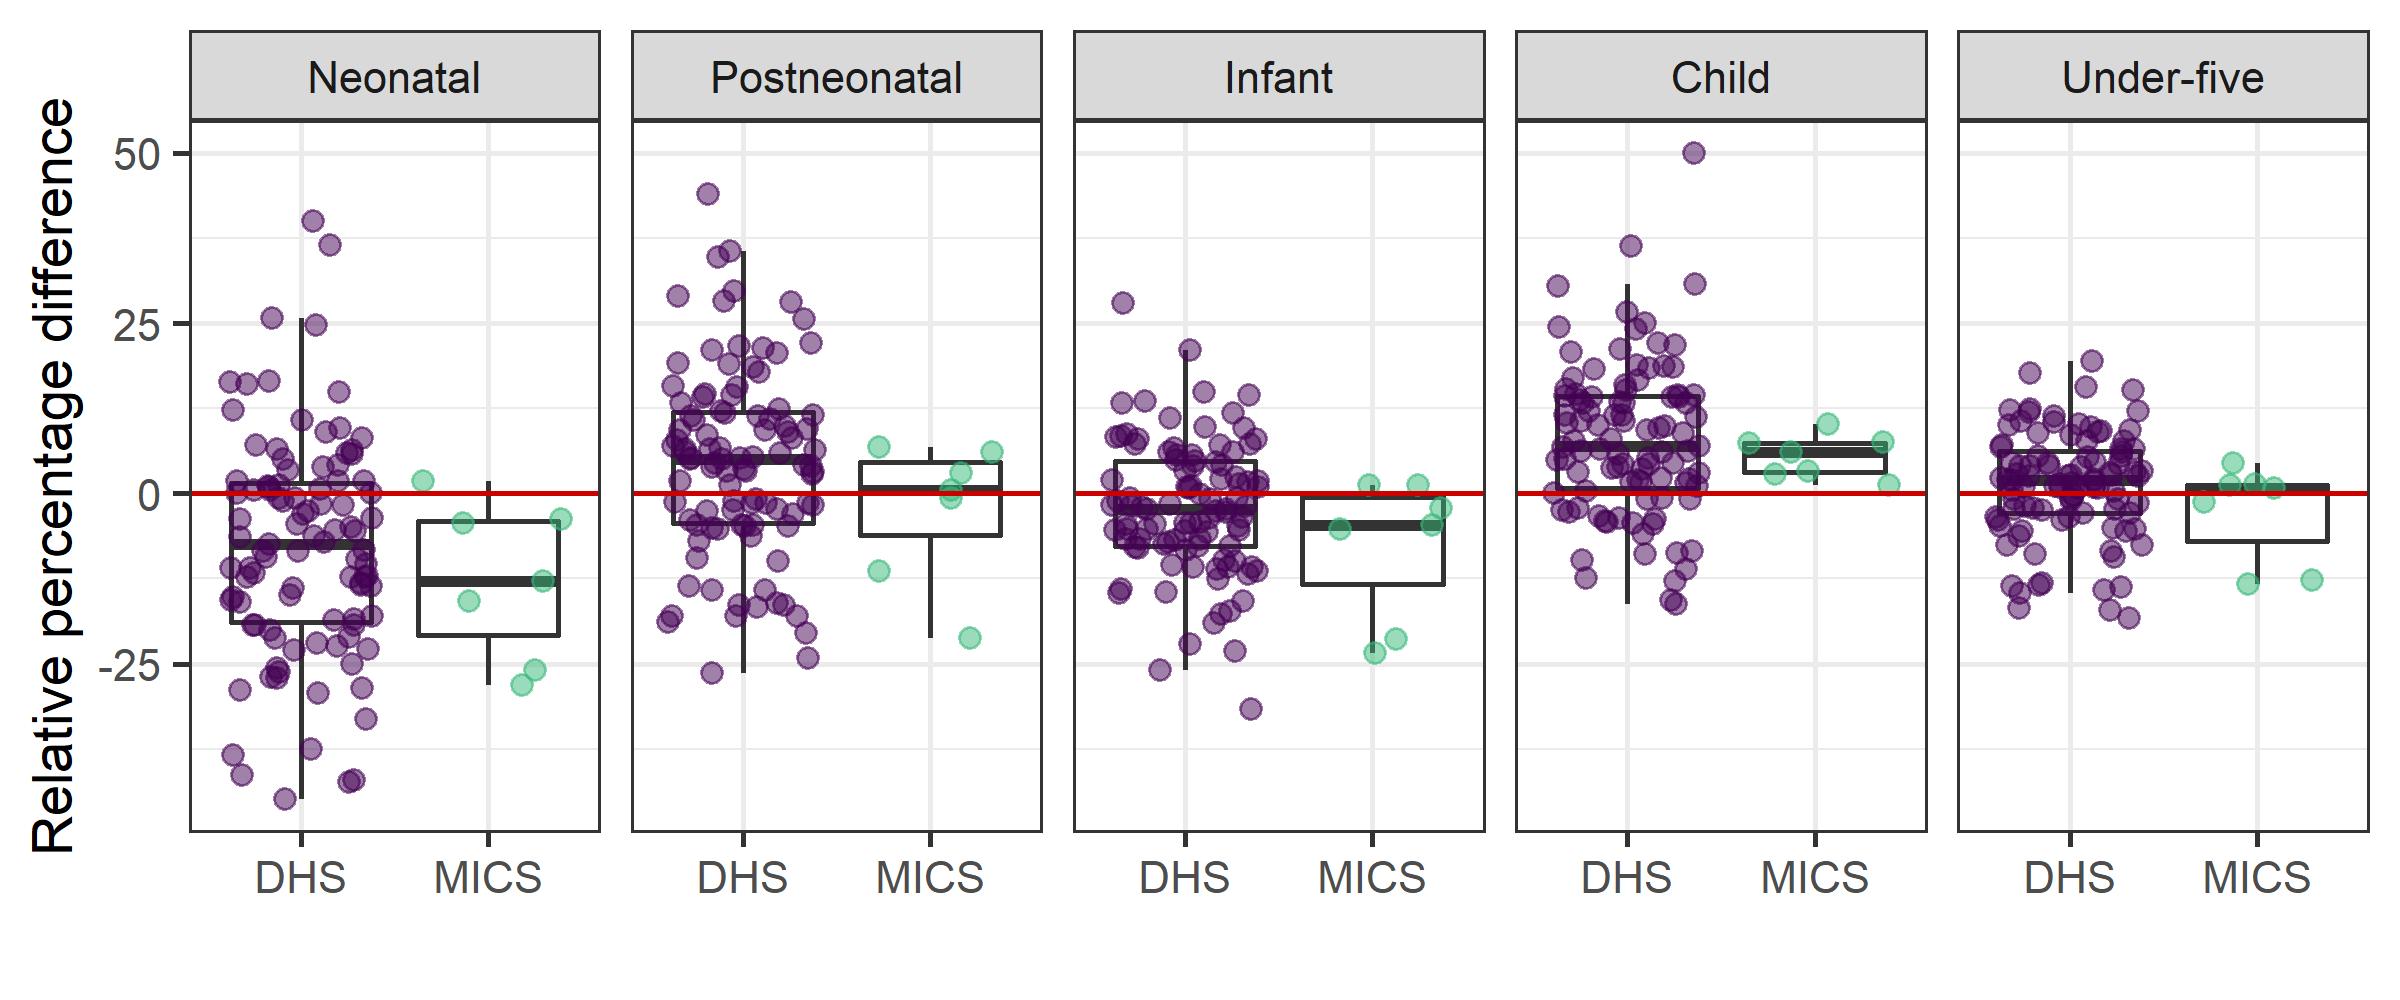 Neonatal Postneonatal Infant Child Under-five
Relative percentage difference
50
25
0
-25
DHS MICS DHS MICS DHS MICS DHS MICS DHS MICS